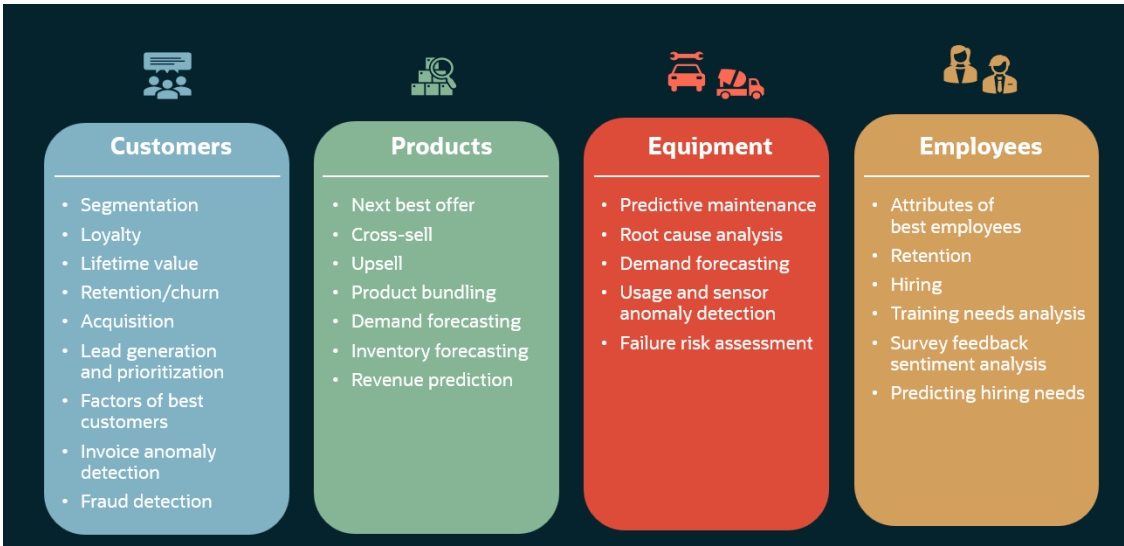 Customers
• Segmentation
• Loyalty
• Lifetime value
• Retention/churn
• Acquisition
• Lead generation
and prioritization
• Factors of best
customers
• Invoice anomaly
detection
• Fraud detection
Products
• Next best offer
• Cross-sell
• Upsell
• Product bundling
• Demand forecasting
• Inventory forecasting
• Revenue prediction
Equipment
• Predictive maintenance
• Root cause analysis
• Demand forecasting
• Usage and sensor
anomaly detection
• Failure risk assessment
Employees
• Attributes of
best employees
• Retention
• Hiring
• Training needs analysis
• Survey feedback
sentiment analysis
• Predicting hiring needs